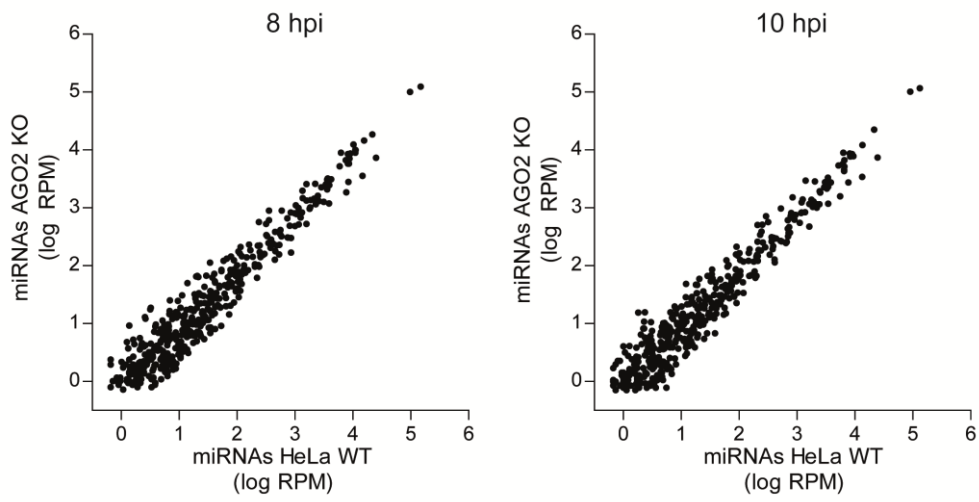 8 hpi
miRNAs AGO2 KO
(log RPM)
6
5
4
3
2
1
0
0 1 2 3 4 5 6
miRNAs HeLa WT
(log RPM)
10 hpi
miRNAs AGO2 KO
(log RPM)
6
5
4
3
2
1
0
0 1 2 3 4 5 6
miRNAs HeLa WT
(log RPM)